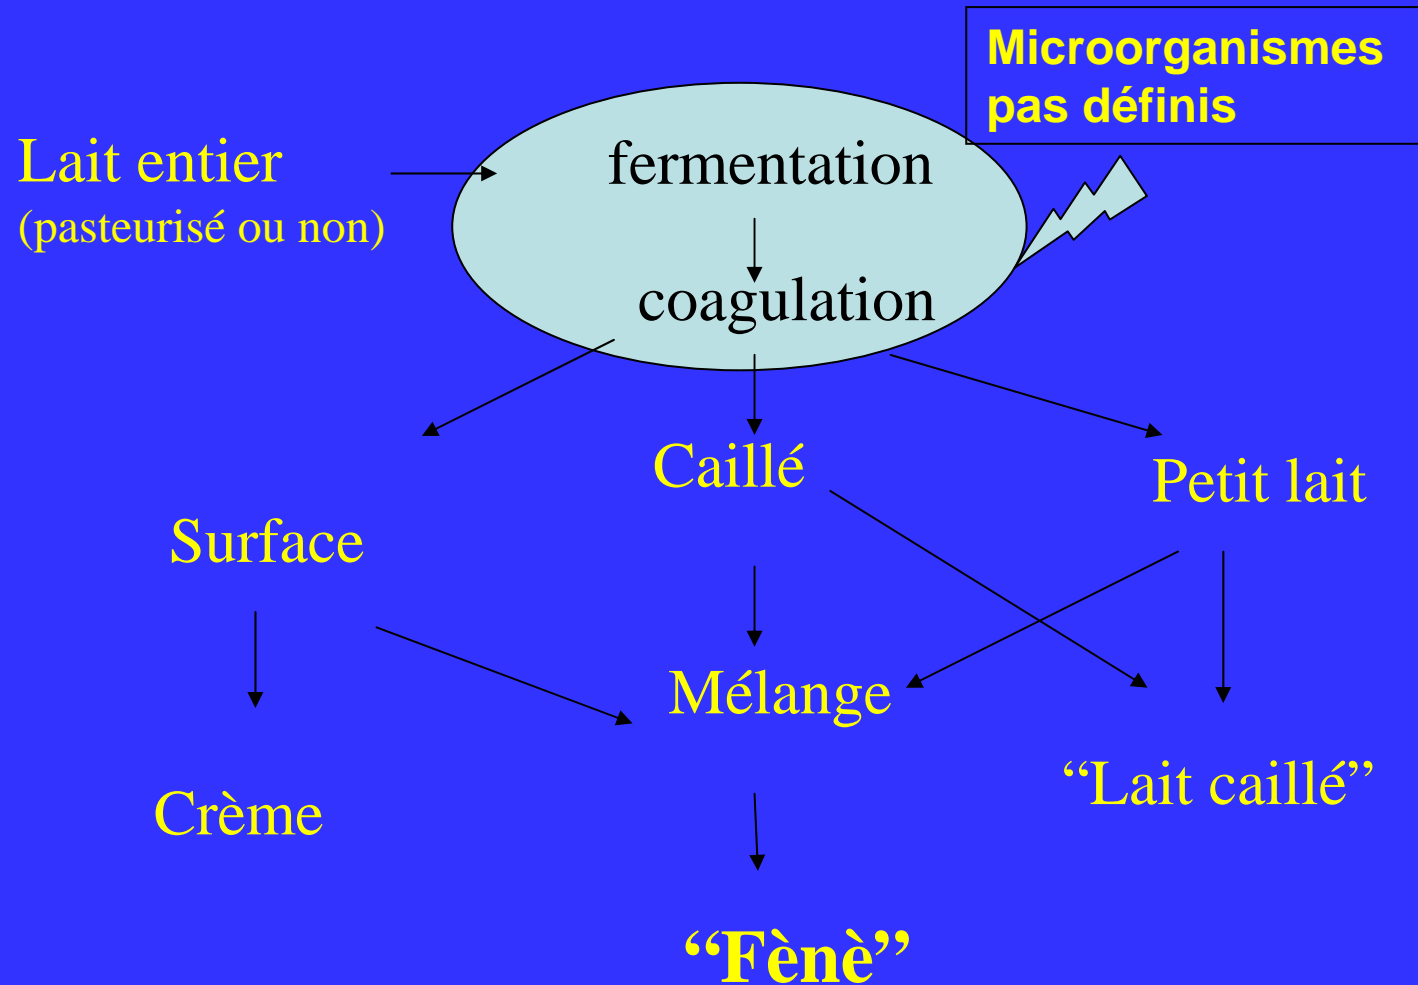 Microorganismes
pas définis
Lait entier
(pasteurisé ou non)
fermentation
coagulation
Caillé
Petit lait
Surface
Mélange
“Lait caillé”
Crème
“Fènè”